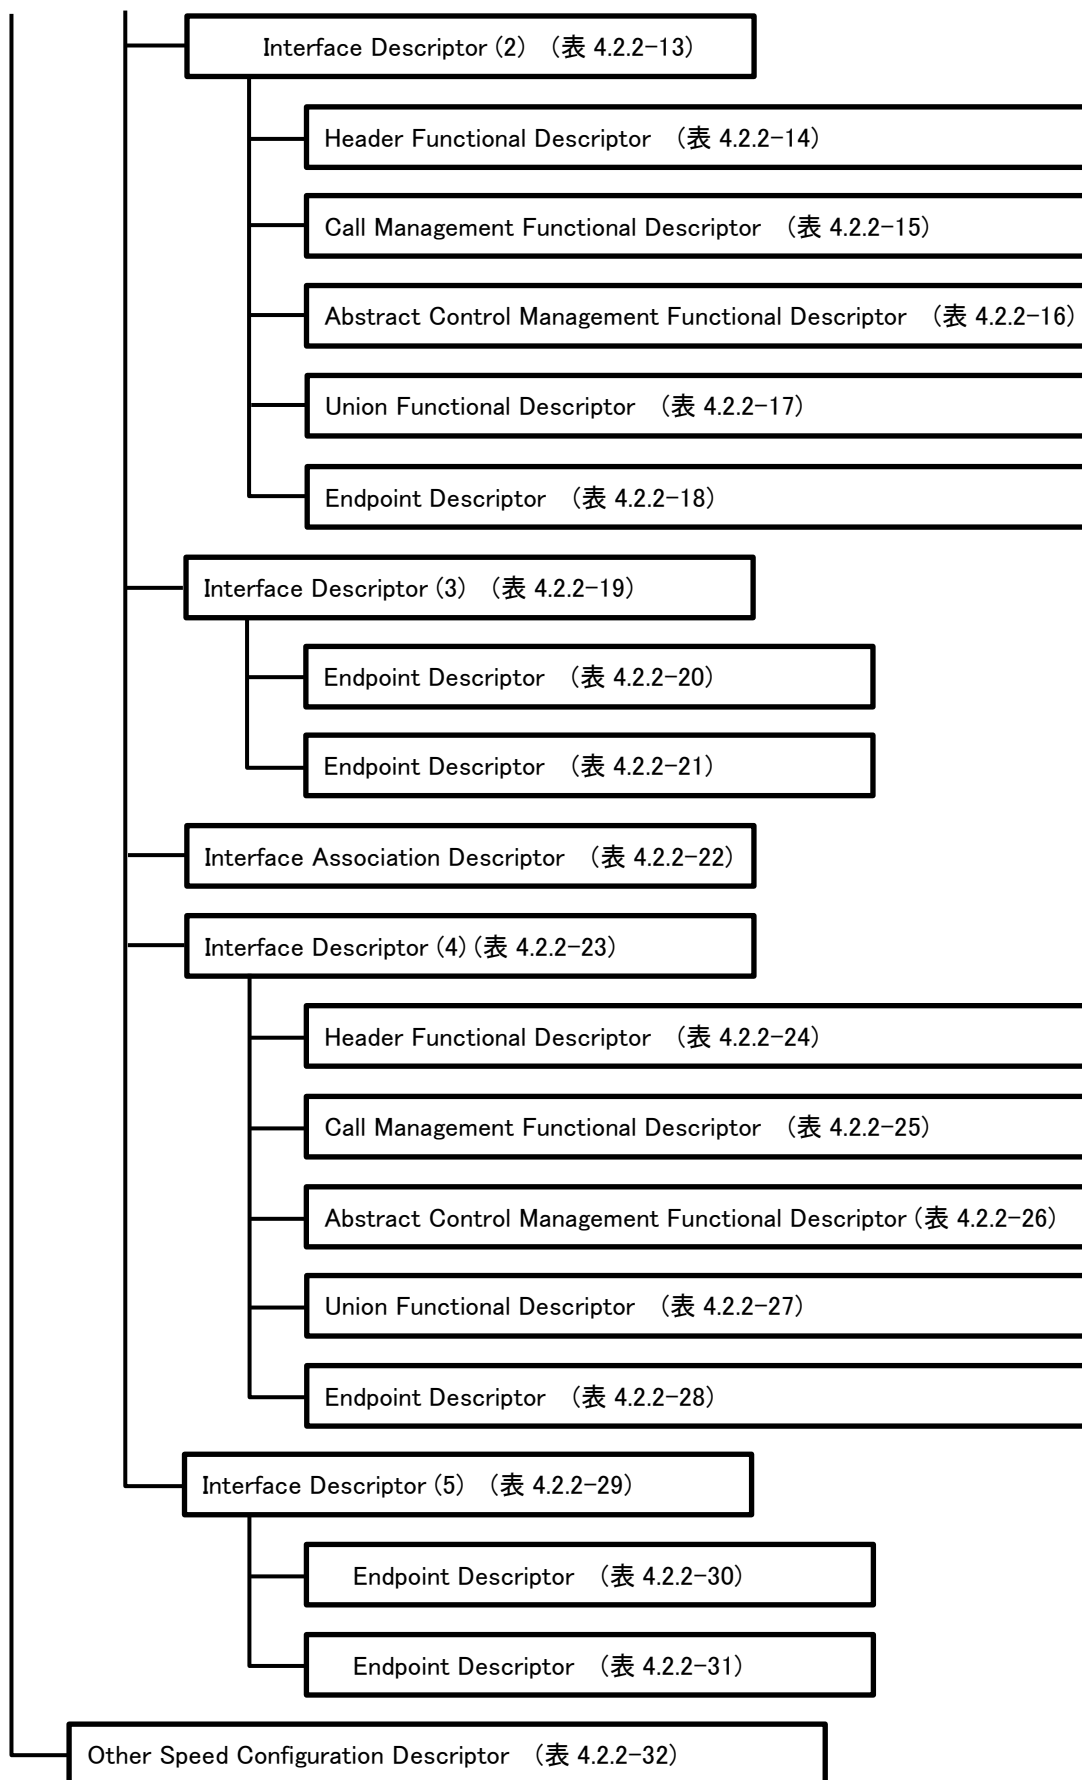 Interface Descriptor (2) （表 4.2.2-13）
Header Functional Descriptor （表 4.2.2-14）
Call Management Functional Descriptor （表 4.2.2-15）
Abstract Control Management Functional Descriptor （表 4.2.2-16）
Union Functional Descriptor （表 4.2.2-17）
Endpoint Descriptor （表 4.2.2-18）
Interface Descriptor (3) （表 4.2.2-19）
Endpoint Descriptor （表 4.2.2-20）
Endpoint Descriptor （表 4.2.2-21）
Interface Association Descriptor （表 4.2.2-22）
Interface Descriptor (4) (表 4.2.2-23)
Header Functional Descriptor （表 4.2.2-24）
Call Management Functional Descriptor （表 4.2.2-25）
Abstract Control Management Functional Descriptor (表 4.2.2-26)
Union Functional Descriptor （表 4.2.2-27）
Endpoint Descriptor （表 4.2.2-28）
Interface Descriptor (5) （表 4.2.2-29）
Endpoint Descriptor （表 4.2.2-30）
Endpoint Descriptor （表 4.2.2-31）
Other Speed Configuration Descriptor （表 4.2.2-32）